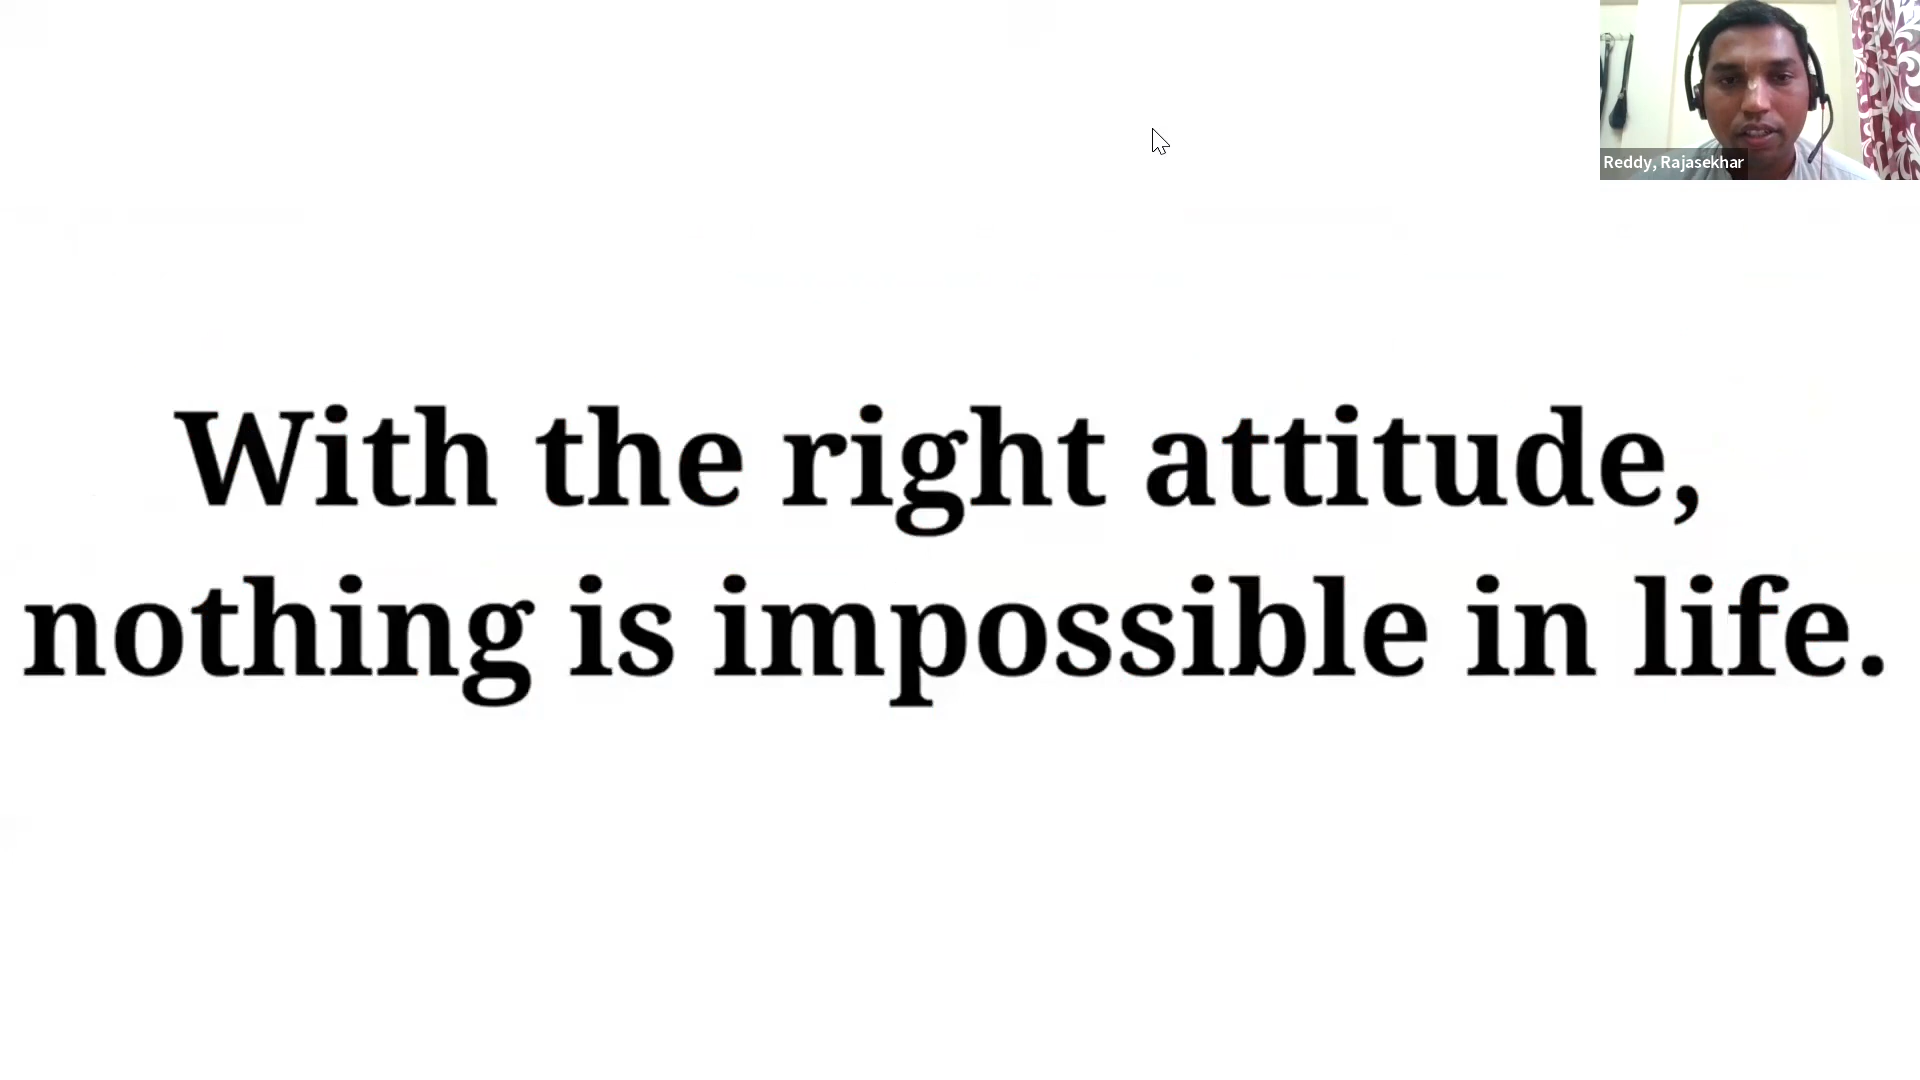 Reddy, Rajasekhar
With the right attitude,
nothing is impossible in life.